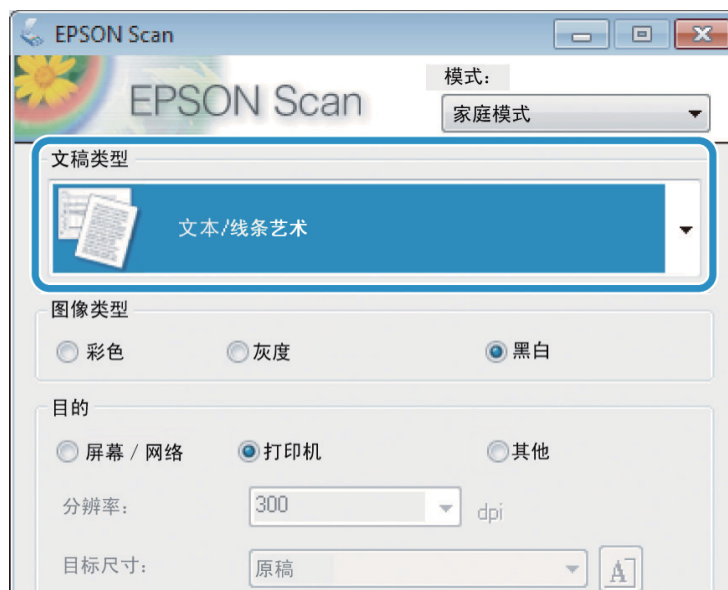 EPSON Scan
EPSON Scan
模式：
家庭模式
文稿类型
文本/线条艺术
图像类型
彩色 灰度 黑白
目的
屏幕 / 网络 打印机 其他
分辨率： 300 dpi
目标尺寸： 原稿 A